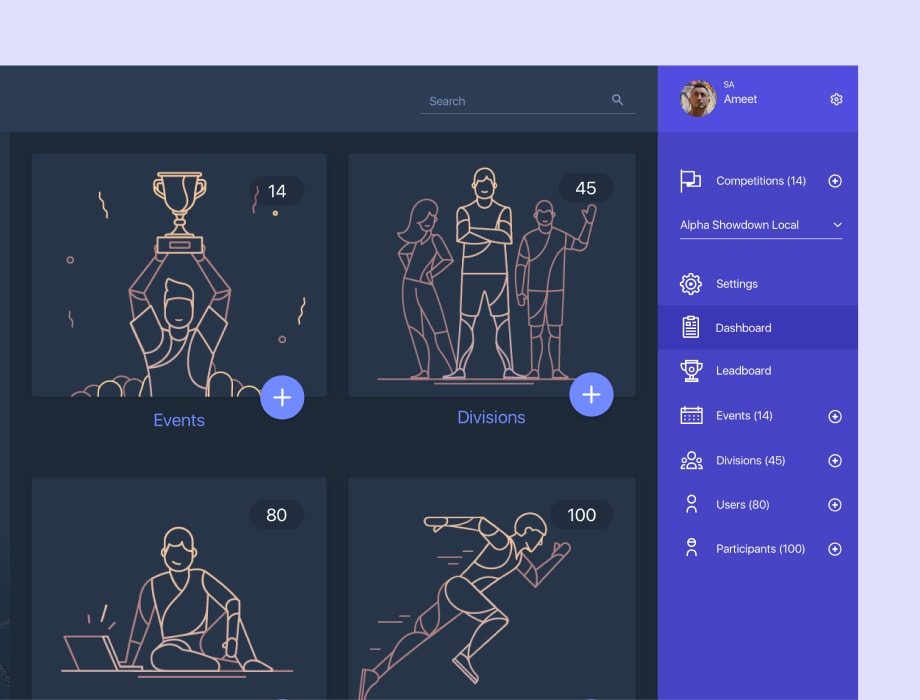 Search
SA
Ameet
14
45
Events
Divisions
80
100
Competitions (14)
Alpha Showdown Local
Settings
Dashboard
Leadboard
Events (14)
Divisions (45)
Users (80)
Participants (100)